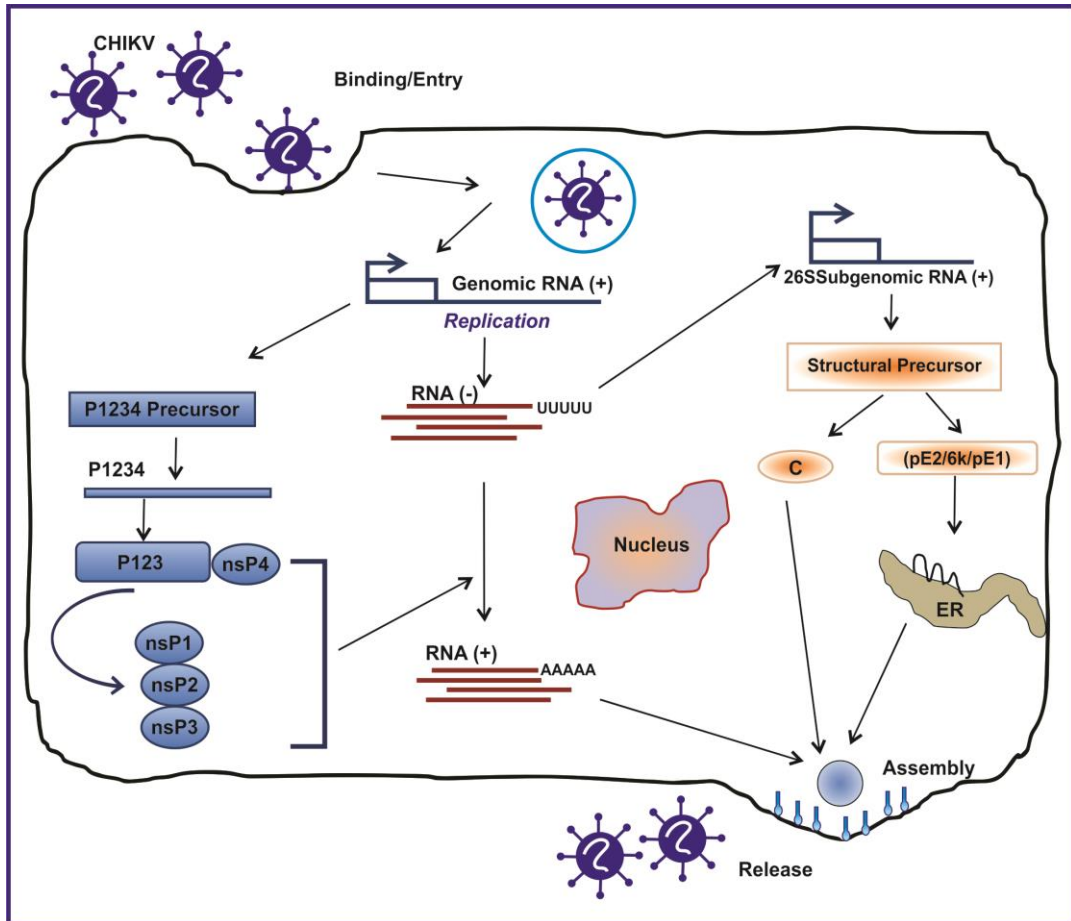 CHIKV
Binding/Entry
Genomic RNA (+)
Replication
26SSubgenomic RNA (+)
Structural Precursor
RNA (-)
UUUUU
P1234 Precursor
P1234
C
(pE2/6k/pE1)
P123
nsP4
Nucleus
ER
nsP1
nsP2
nsP3
RNA (+)
AAAAA
Assembly
Release